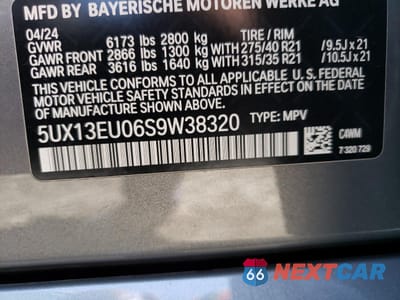 MFD BY BAYERISCHE MOTOREN WERKE AG
04/24
GVWR 6173 lbs 2800 kg TIRE / RIM
GAWR FRONT 2866 lbs 1300 kg WITH 275/40 R21 /9.5J x 21
GAWR REAR 3616 lbs 1640 kg WITH 315/35 R21 /10.5J x 21
THIS VEHICLE CONFORMS TO ALL APPLICABLE U. S. FEDERAL
MOTOR VEHICLE SAFETY STANDARDS IN
EFFECT ON THE DATE OF MANUFACTURE SHOWN ABOVE.
5UX13EU06S9W38320 TYPE: MPV
CAWM
7 320 729
66 NEXTCAR